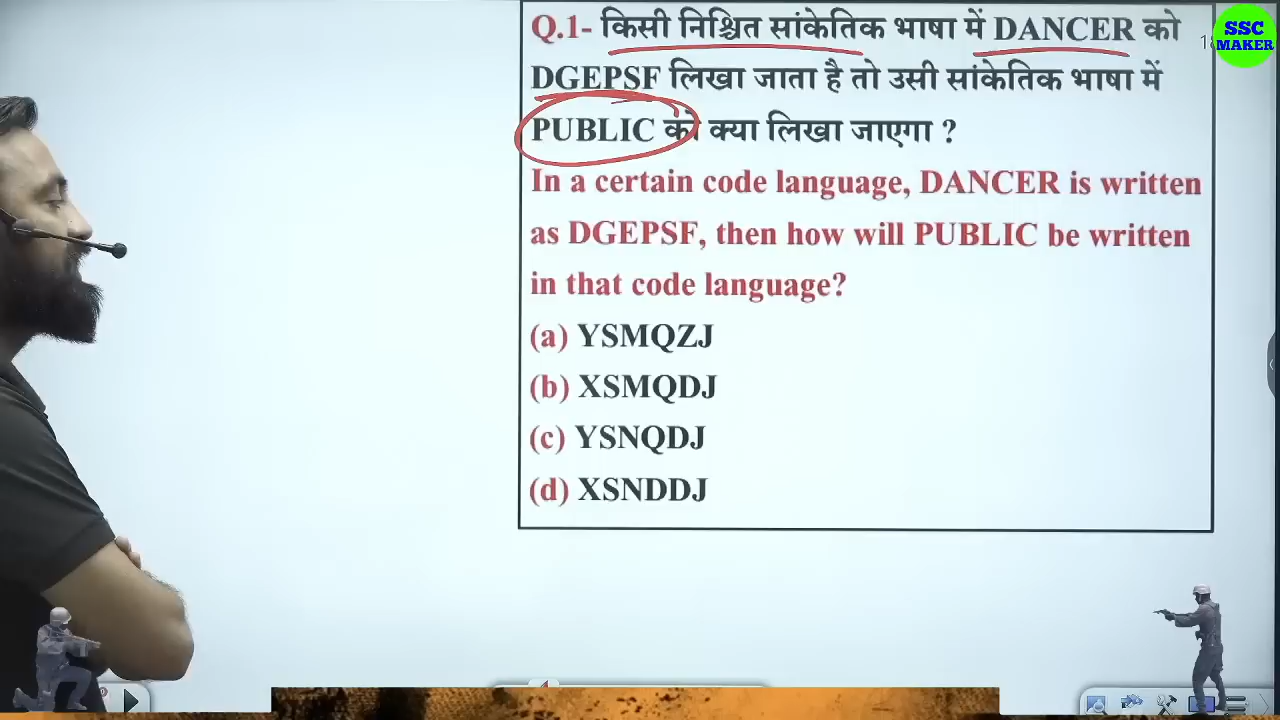 Q.1- किसी निश्चित सांकेतिक भाषा में DANCER को
DGEPSF लिखा जाता है तो उसी सांकेतिक भाषा में
PUBLIC को क्या लिखा जाएगा ?
In a certain code language, DANCER is written
as DGEPSF, then how will PUBLIC be written
in that code language?
(a) YSMQZJ
(b) XSMQDJ
(c) YSNQDJ
(d) XSNDDJ
SSC
MAKER